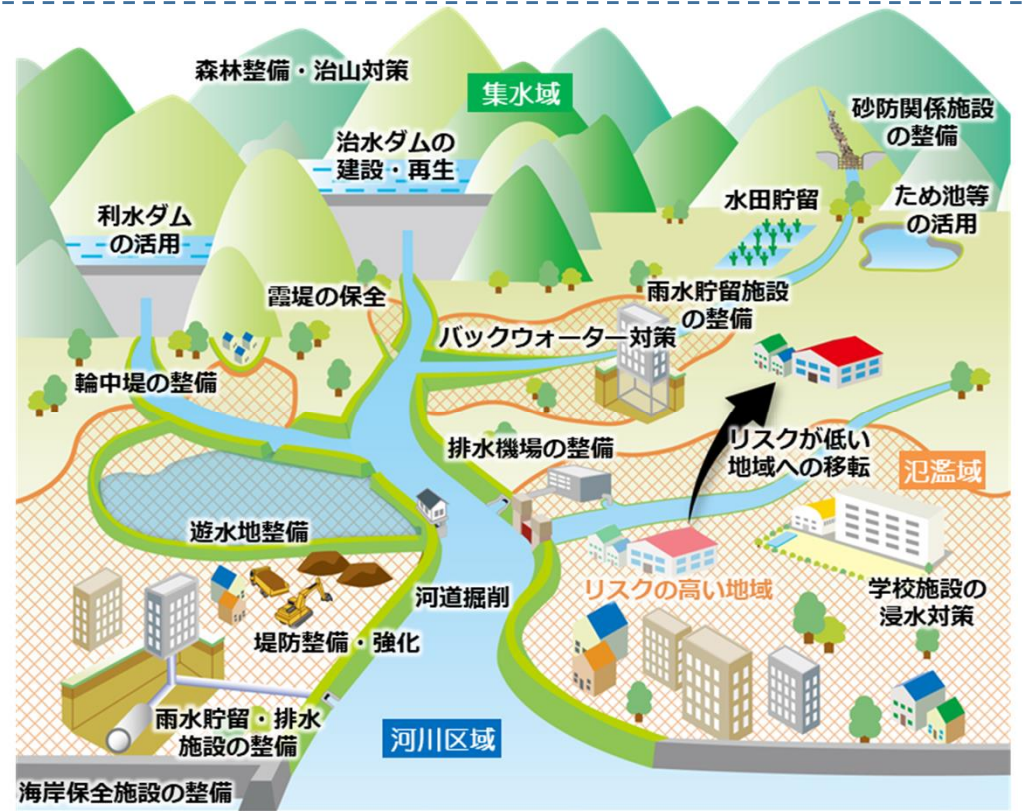 森林整備・治山対策
集水域
砂防関係施設
の整備
治水ダムの
建設・再生
水田貯留
ため池等
の活用
利水ダム
の活用
霞堤の保全
雨水貯留施設
の整備
バックウォーター対策
輪中堤の整備
排水機場の整備
リスクが低い
地域への移転
氾濫域
遊水地整備
リスクの高い地域
学校施設の
浸水対策
河道掘削
堤防整備・強化
雨水貯留・排水
施設の整備
河川区域
海岸保全施設の整備